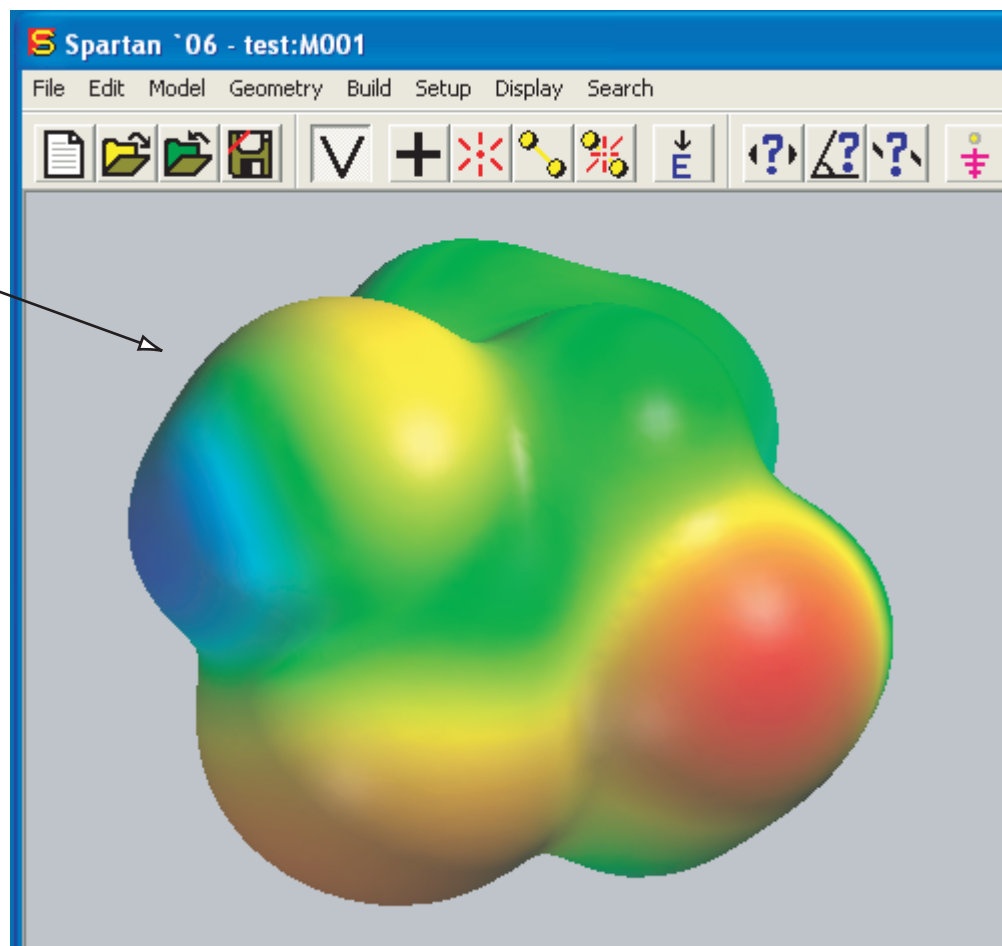 Spartan `06 - test:M001
File Edit Model Geometry Build Setup Display Search
E